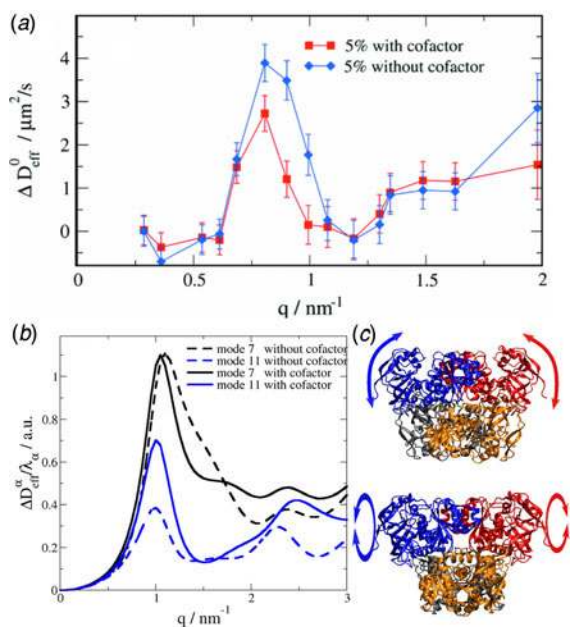 (a)
5% with cofactor
5% without cofactor
Δ D⁰eff / μm²/s
4
3
2
1
0
0 0.5 1 1.5 2
q / nm⁻¹
(b)
mode 7 without cofactor
mode 11 without cofactor
mode 7 with cofactor
mode 11 with cofactor
ΔDᵅeff/λα / a.u.
1
0.8
0.6
0.4
0.2
0
0 1 2 3
q / nm⁻¹
(c)